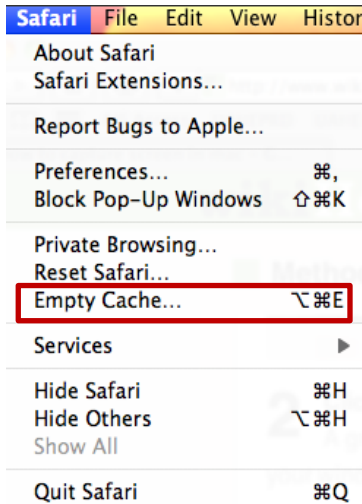 Safari File Edit View Histor
About Safari
Safari Extensions...
Report Bugs to Apple...
Preferences... ⌘,
Block Pop-Up Windows ⇧⌘K
Private Browsing...
Reset Safari...
Empty Cache... ⌥⌘E
Services ▶
Hide Safari ⌘H
Hide Others ⌥⌘H
Show All
Quit Safari ⌘Q